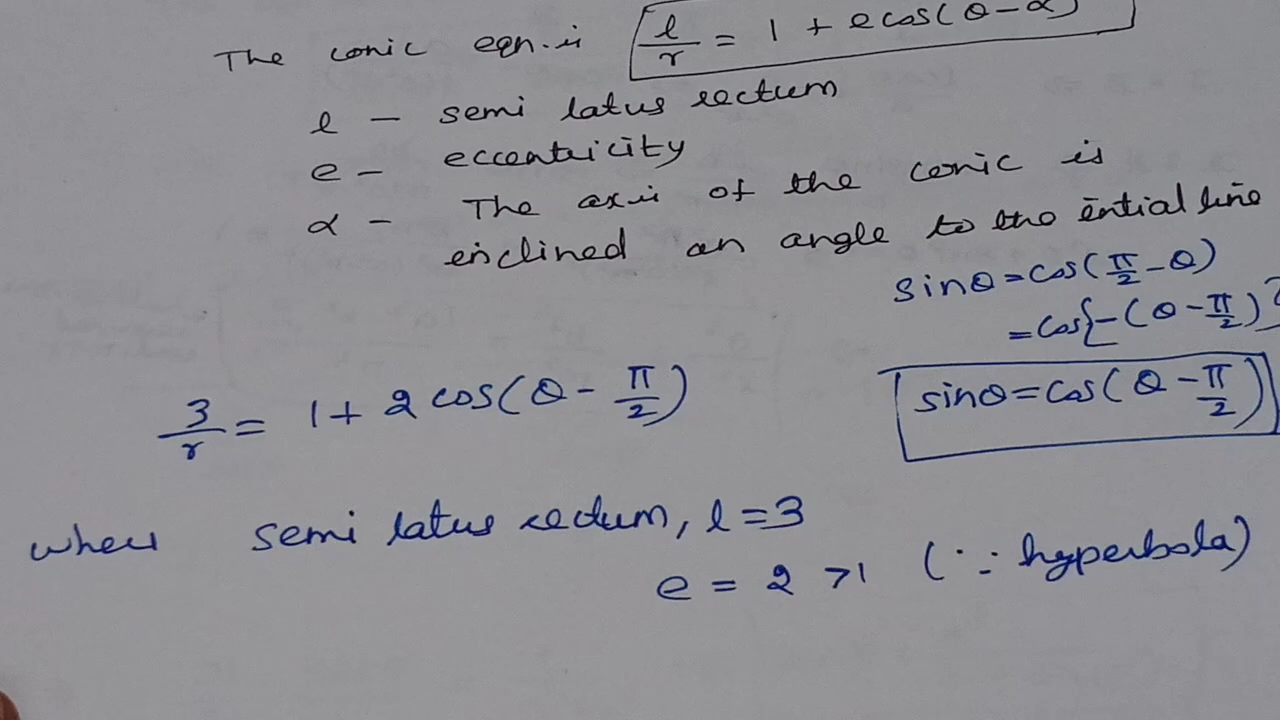 The conic eqn. is l/r = 1 + e cos(θ-α)
l - semi latus rectum
e - eccentricity
α - The axis of the conic is
enclined an angle to the intial line
sinθ = cos(π/2 - θ)
= cos{-(θ - π/2)}
3/r = 1 + 2 cos(θ - π/2)
sinθ = cos(θ - π/2)
where semi latus rectum, l = 3
e = 2 >1 (∵ hyperbola)